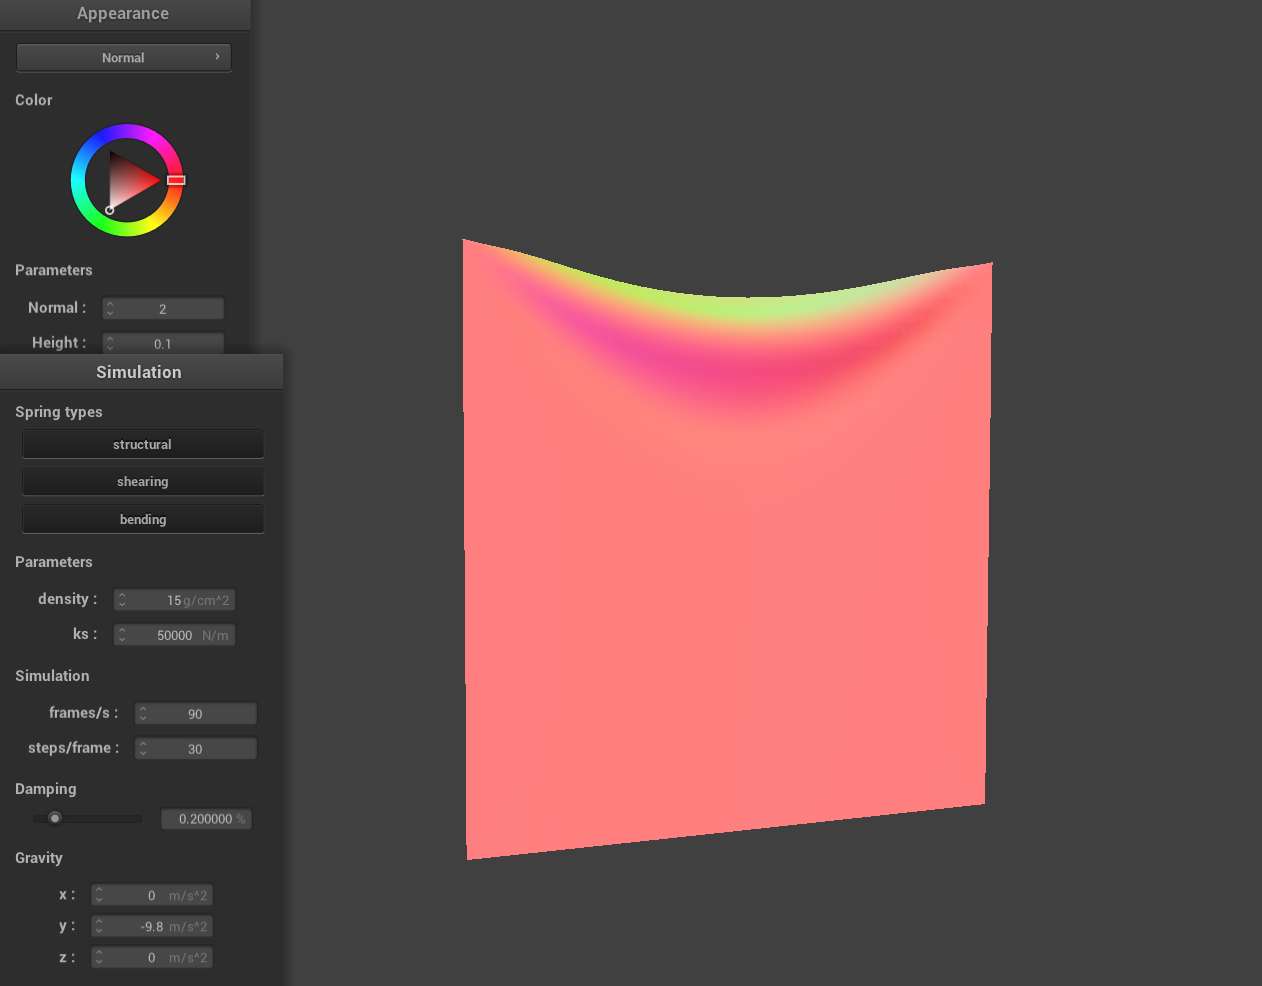 Appearance
Normal ›
Color
Parameters
Normal : 2
Height : 0.1
Simulation
Spring types
structural
shearing
bending
Parameters
density : 15 g/cm^2
ks : 50000 N/m
Simulation
frames/s : 90
steps/frame : 30
Damping
0.200000 %
Gravity
x : 0 m/s^2
y : -9.8 m/s^2
z : 0 m/s^2